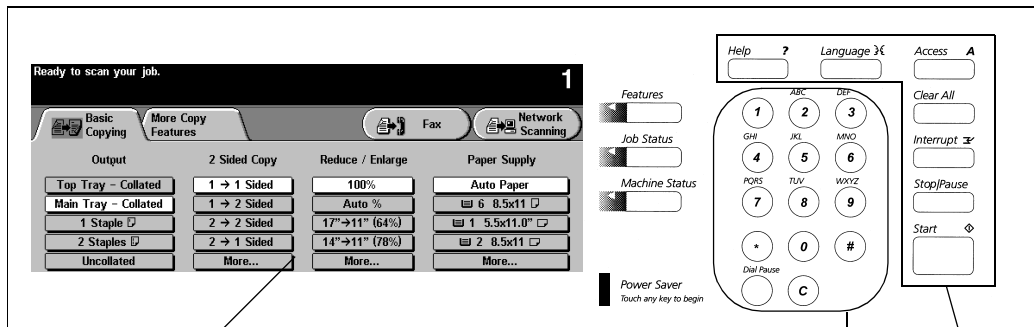 Ready to scan your job. 1
Basic Copying
More Copy Features
Fax
Network Scanning
Output
Top Tray - Collated
Main Tray - Collated
1 Staple
2 Staples
Uncollated
2 Sided Copy
1 → 1 Sided
1 → 2 Sided
2 → 2 Sided
2 → 1 Sided
More...
Reduce / Enlarge
100%
Auto %
17"→11" (64%)
14"→11" (78%)
More...
Paper Supply
Auto Paper
6 8.5x11
1 5.5x11.0"
2 8.5x11
More...
Features
Job Status
Machine Status
Power Saver
Touch any key to begin
Help ?
Language
Access A
Clear All
Interrupt
Stop|Pause
Start
ABC DEF
1 2 3
GHI JKL MNO
4 5 6
PQRS TUV WXYZ
7 8 9
* 0 #
Dial Pause
C